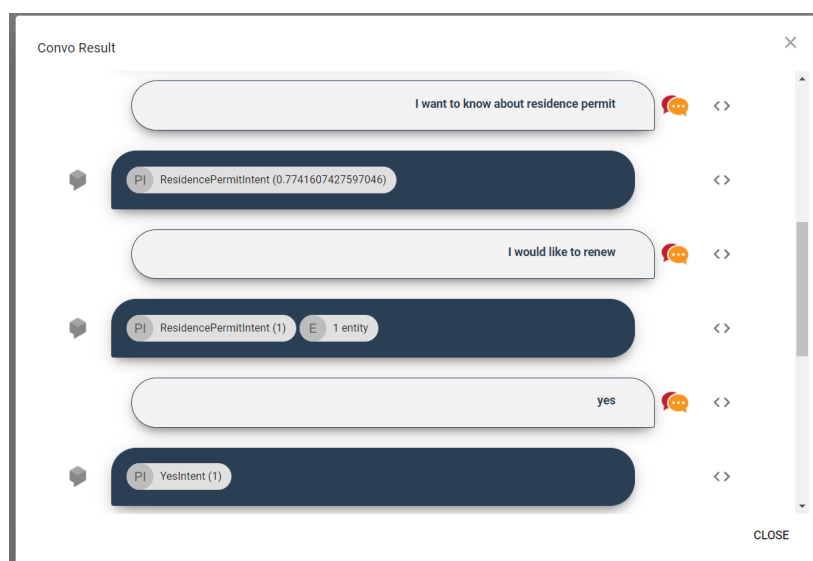 Convo Result
I want to know about residence permit
PI ResidencePermitIntent (0.7741607427597046)
I would like to renew
PI ResidencePermitIntent (1) E 1 entity
yes
PI YesIntent (1)
CLOSE